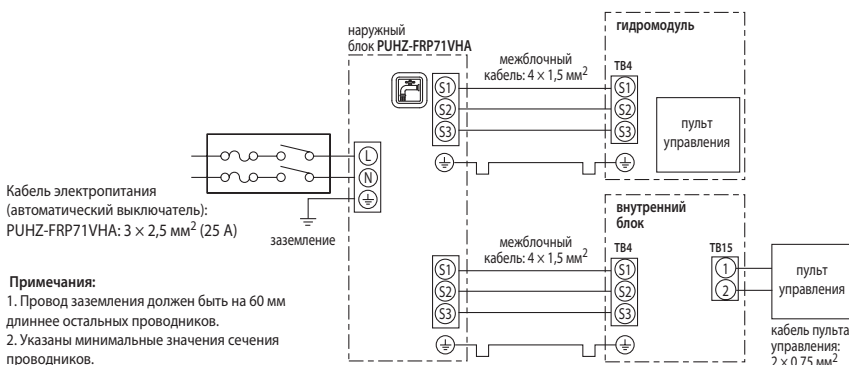 наружный
блок PUHZ-FRP71VHA
межблочный
кабель: 4 × 1,5 мм²
S1
S2
S3
гидромодуль
TB4
S1
S2
S3
пульт
управления
L
N
Кабель электропитания
(автоматический выключатель):
PUHZ-FRP71VHA: 3 × 2,5 мм² (25 А)
заземление
Примечания:
1. Провод заземления должен быть на 60 мм
длиннее остальных проводников.
2. Указаны минимальные значения сечения
проводников.
межблочный
кабель: 4 × 1,5 мм²
S1
S2
S3
внутренний
блок
TB4
S1
S2
S3
TB15
1
2
пульт
управления
кабель пульта
управления:
2 × 0,75 мм²